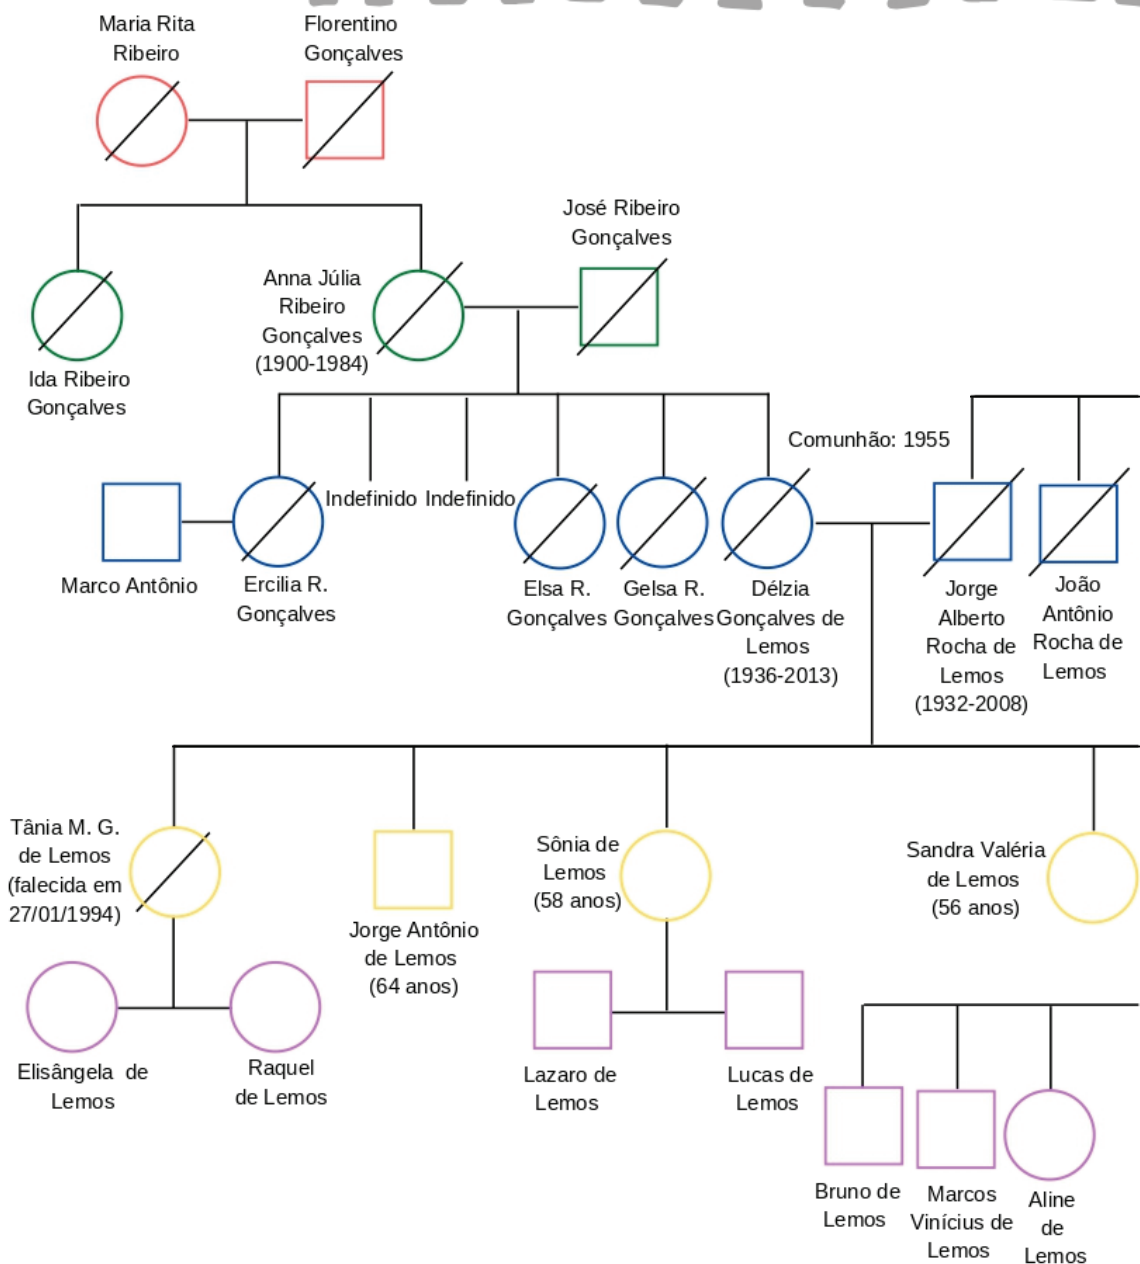 Maria Rita
Ribeiro
Florentino
Gonçalves
José Ribeiro
Gonçalves
Anna Júlia
Ribeiro
Gonçalves
(1900-1984)
Ida Ribeiro
Gonçalves
Comunhão: 1955
Indefinido
Indefinido
Marco Antônio
Ercilia R.
Gonçalves
Elsa R.
Gonçalves
Gelsa R.
Gonçalves
Délzia
Gonçalves de
Lemos
(1936-2013)
Jorge
Alberto
Rocha de
Lemos
(1932-2008)
João
Antônio
Rocha de
Lemos
Tânia M. G.
de Lemos
(falecida em
27/01/1994)
Jorge Antônio
de Lemos
(64 anos)
Sônia de
Lemos
(58 anos)
Sandra Valéria
de Lemos
(56 anos)
Elisângela de
Lemos
Raquel
de Lemos
Lazaro de
Lemos
Lucas de
Lemos
Bruno de
Lemos
Marcos
Vinícius de
Lemos
Aline
de
Lemos